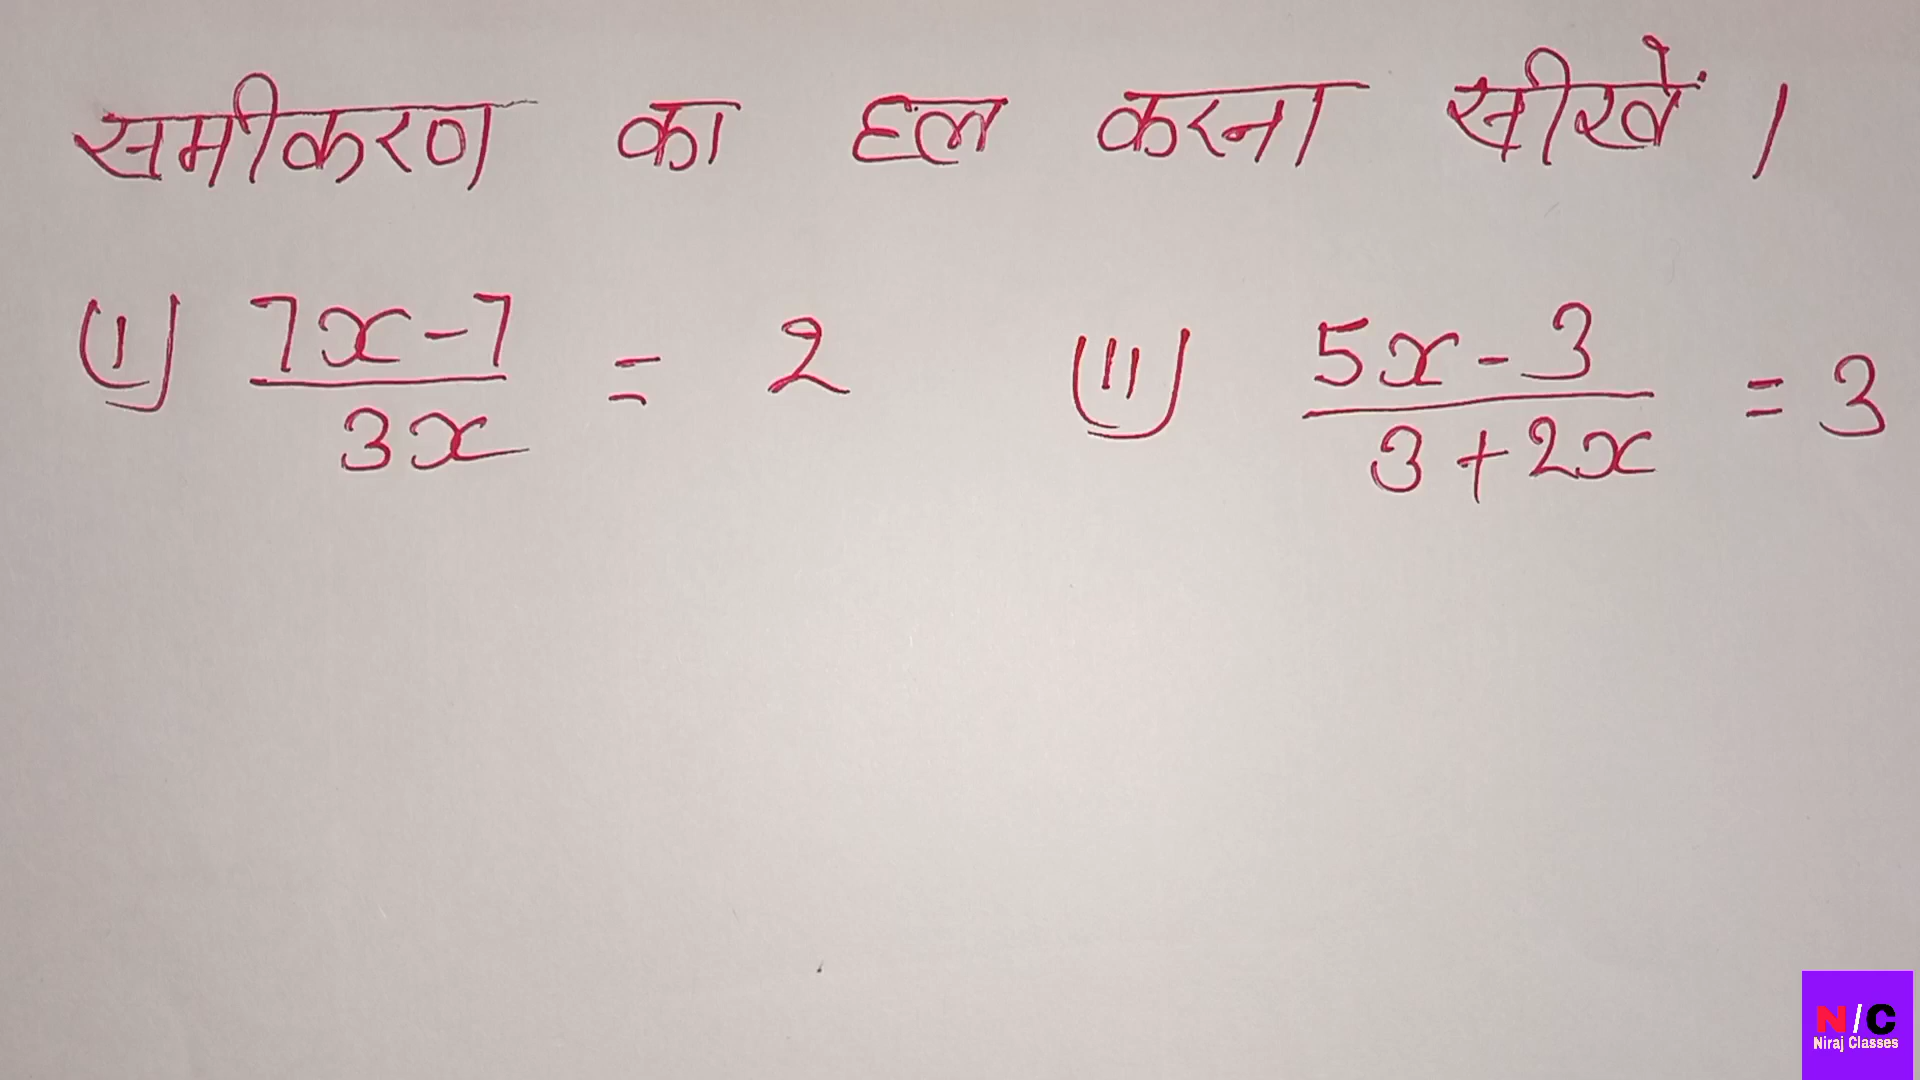 समीकरण का हल करना सीखें ।
(I) 7x-7/3x = 2 (II) 5x-3/3+2x = 3
N/C
Niraj Classes